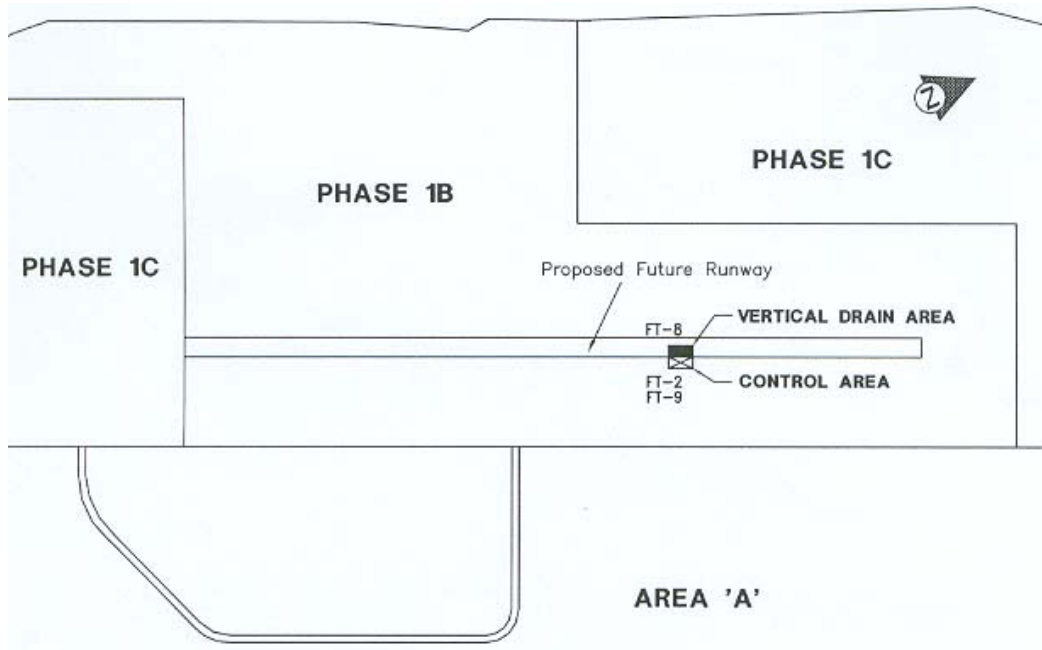 PHASE 1C
PHASE 1B
PHASE 1C
Proposed Future Runway
FT-8
VERTICAL DRAIN AREA
FT-2
CONTROL AREA
FT-9
AREA 'A'
N